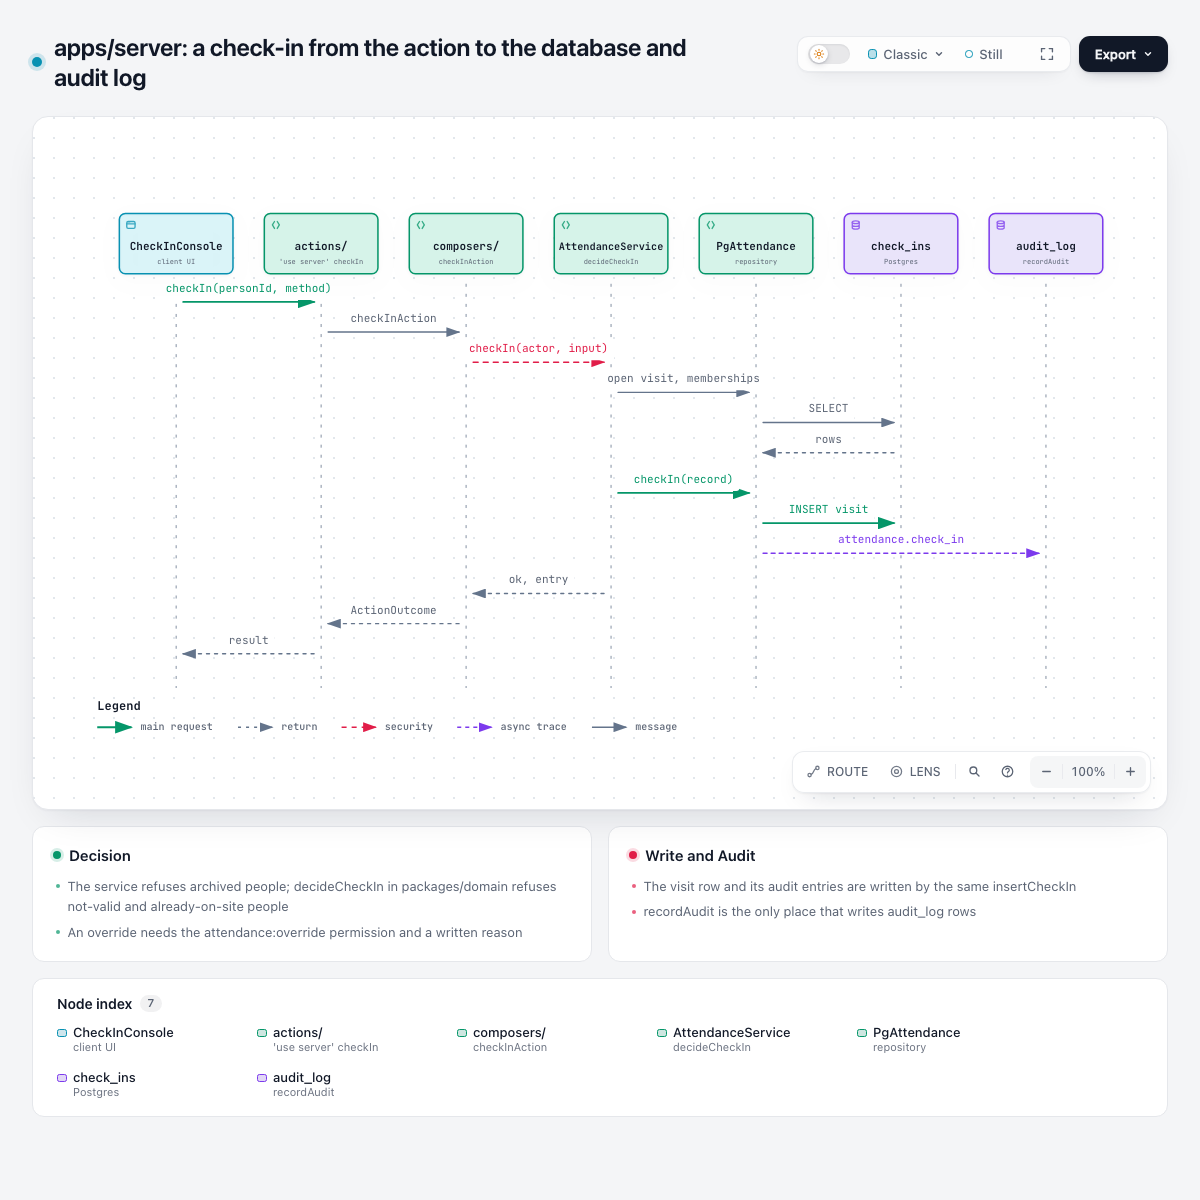 apps/server: a check-in from the action to the database and
audit log
Classic
Still
Export
CheckInConsole
client UI
actions/
'use server' checkIn
composers/
checkInAction
AttendanceService
decideCheckIn
PgAttendance
repository
check_ins
Postgres
audit_log
recordAudit
checkIn(personId, method)
checkInAction
checkIn(actor, input)
open visit, memberships
SELECT
rows
checkIn(record)
INSERT visit
attendance.check_in
ok, entry
ActionOutcome
result
Legend
main request
return
security
async trace
message
ROUTE
LENS
100%
Decision
The service refuses archived people; decideCheckIn in packages/domain refuses
not-valid and already-on-site people
An override needs the attendance:override permission and a written reason
Write and Audit
The visit row and its audit entries are written by the same insertCheckIn
recordAudit is the only place that writes audit_log rows
Node index 7
CheckInConsole
client UI
actions/
'use server' checkIn
composers/
checkInAction
AttendanceService
decideCheckIn
PgAttendance
repository
check_ins
Postgres
audit_log
recordAudit